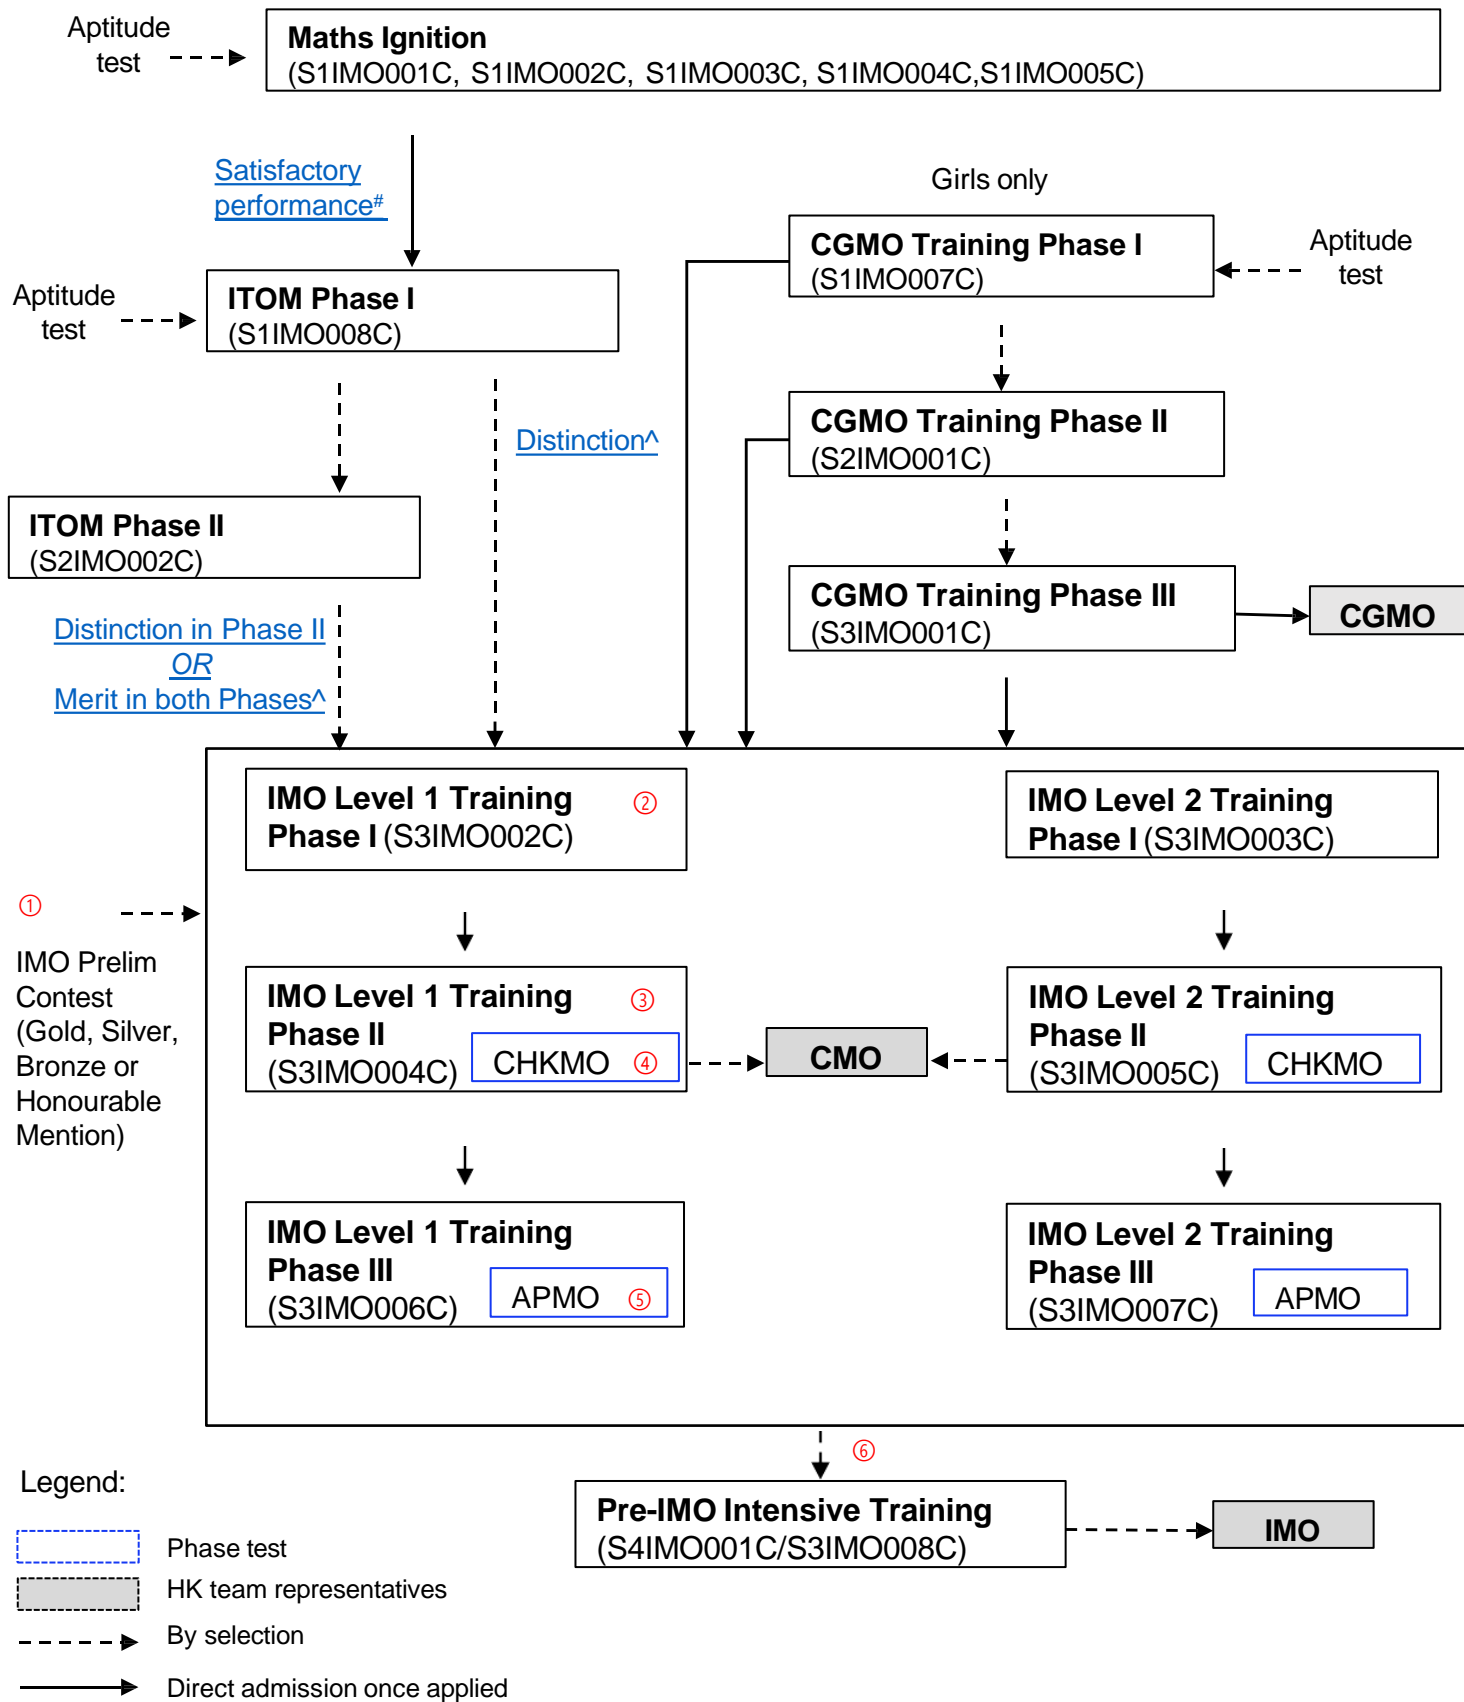 Aptitude
test
Maths Ignition
(S1IMO001C, S1IMO002C, S1IMO003C, S1IMO004C,S1IMO005C)
Satisfactory
performance#
Girls only
CGMO Training Phase I
(S1IMO007C)
Aptitude
test
Aptitude
test
ITOM Phase I
(S1IMO008C)
Distinction^
CGMO Training Phase II
(S2IMO001C)
ITOM Phase II
(S2IMO002C)
CGMO Training Phase III
(S3IMO001C)
CGMO
Distinction in Phase II
OR
Merit in both Phases^
IMO Level 1 Training
Phase I (S3IMO002C)
②
IMO Level 2 Training
Phase I (S3IMO003C)
①
IMO Prelim
Contest
(Gold, Silver,
Bronze or
Honourable
Mention)
IMO Level 1 Training
Phase II
(S3IMO004C)
③
CHKMO ④
CMO
IMO Level 2 Training
Phase II
(S3IMO005C)
CHKMO
IMO Level 1 Training
Phase III
(S3IMO006C)
APMO ⑤
IMO Level 2 Training
Phase III
(S3IMO007C)
APMO
⑥
Pre-IMO Intensive Training
(S4IMO001C/S3IMO008C)
IMO
Legend:
Phase test
HK team representatives
By selection
Direct admission once applied